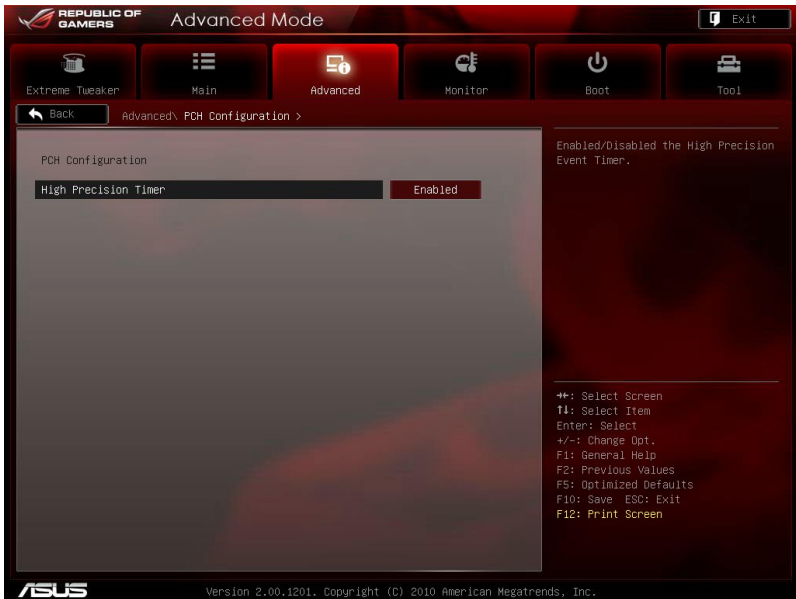 REPUBLIC OF
GAMERS
Advanced Mode
Exit
Extreme Tweaker
Main
Advanced
Monitor
Boot
Tool
Back
Advanced\ PCH Configuration >
PCH Configuration
High Precision Timer
Enabled
Enabled/Disabled the High Precision
Event Timer.
→←: Select Screen
↑↓: Select Item
Enter: Select
+/-: Change Opt.
F1: General Help
F2: Previous Values
F5: Optimized Defaults
F10: Save ESC: Exit
F12: Print Screen
ASUS
Version 2.00.1201. Copyright (C) 2010 American Megatrends, Inc.